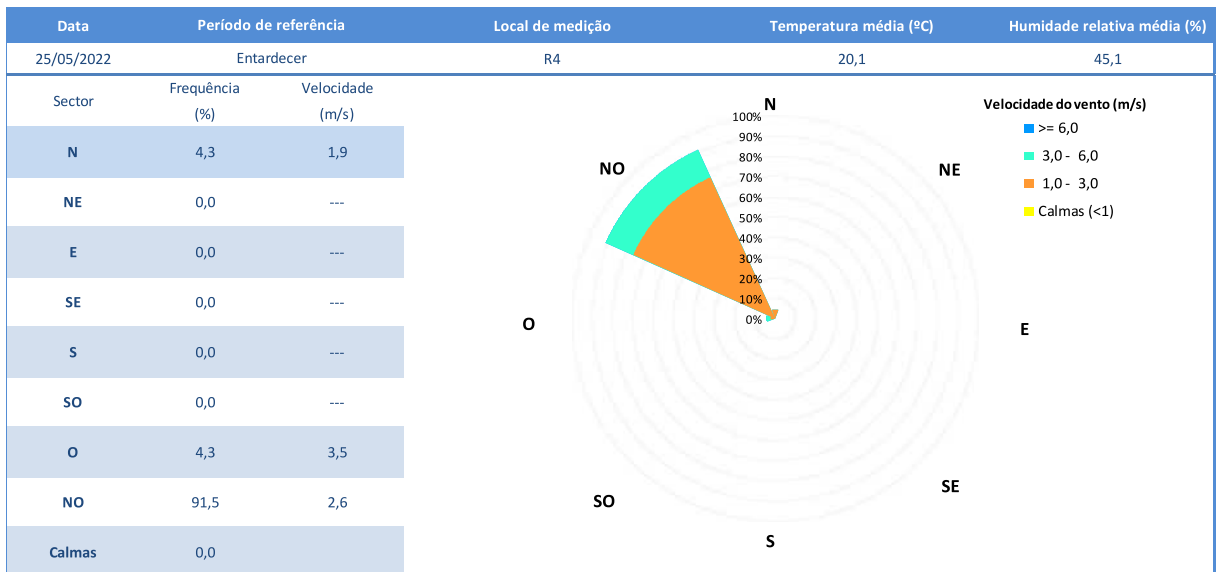 Data Período de referência Local de medição Temperatura média (ºC) Humidade relativa média (%)
25/05/2022 Entardecer R4 20,1 45,1
Sector Frequência (%) Velocidade (m/s)
N 4,3 1,9
NE 0,0 ---
E 0,0 ---
SE 0,0 ---
S 0,0 ---
SO 0,0 ---
O 4,3 3,5
NO 91,5 2,6
Calmas 0,0
N
NO
NE
O
E
SO
SE
S
100%
90%
80%
70%
60%
50%
40%
30%
20%
10%
0%
Velocidade do vento (m/s)
>= 6,0
3,0 - 6,0
1,0 - 3,0
Calmas (<1)